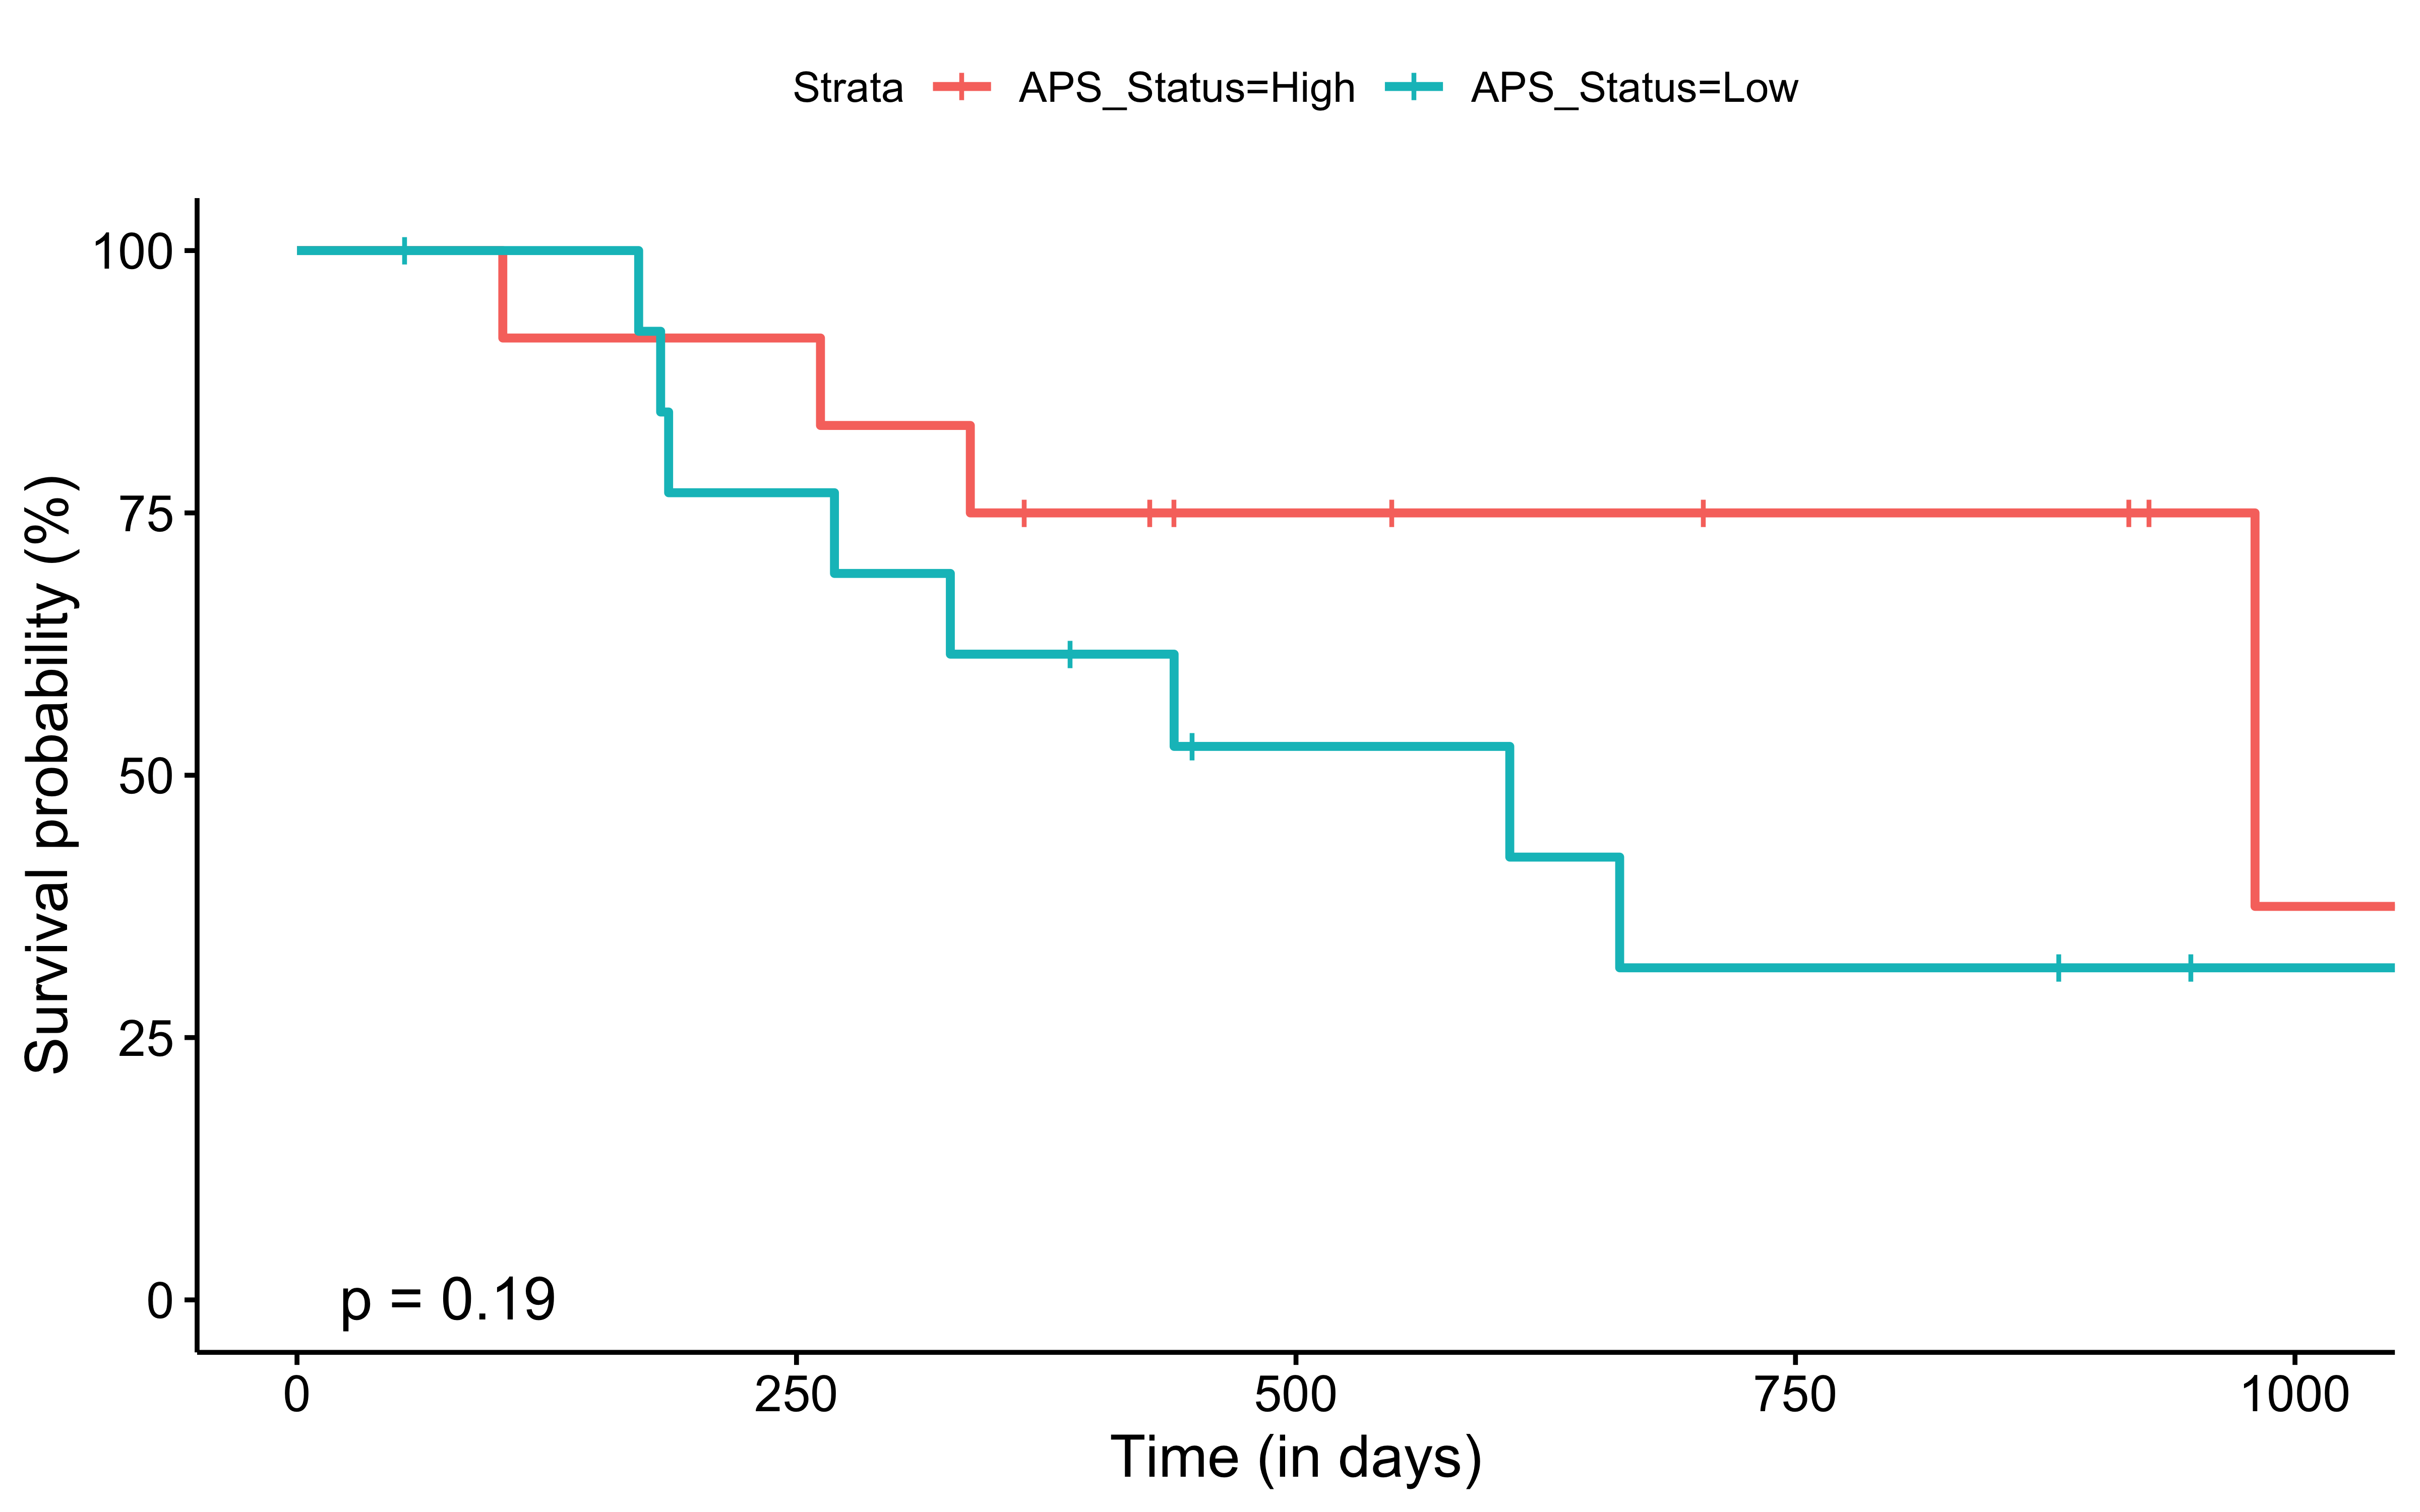 Strata APS_Status=High APS_Status=Low
Survival probability (%)
100
75
50
25
0
p = 0.19
0 250 500 750 1000
Time (in days)